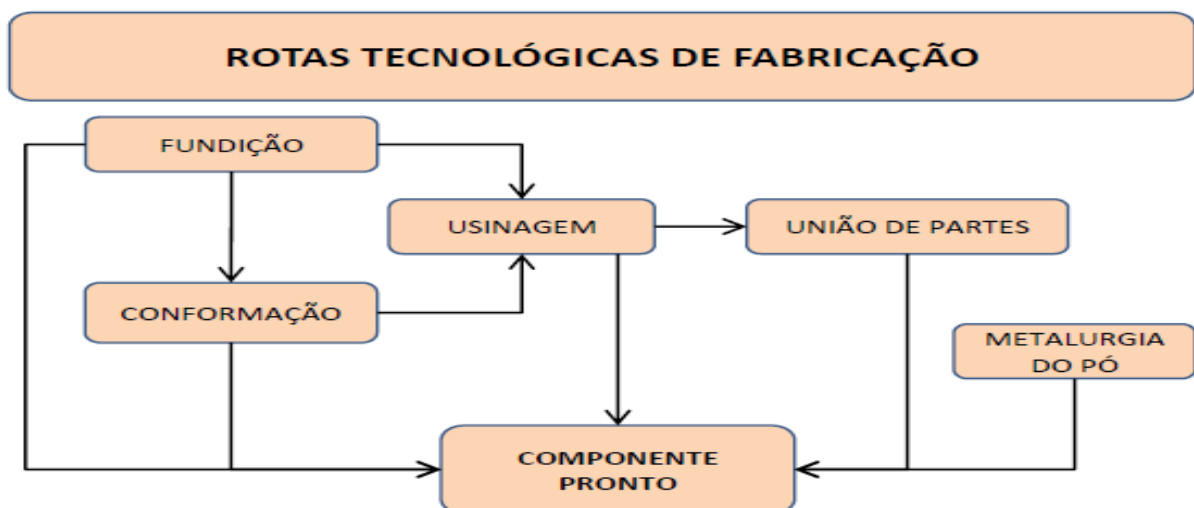 ROTAS TECNOLÓGICAS DE FABRICAÇÃO
FUNDIÇÃO
USINAGEM
UNIÃO DE PARTES
CONFORMAÇÃO
METALURGIA
DO PÓ
COMPONENTE
PRONTO